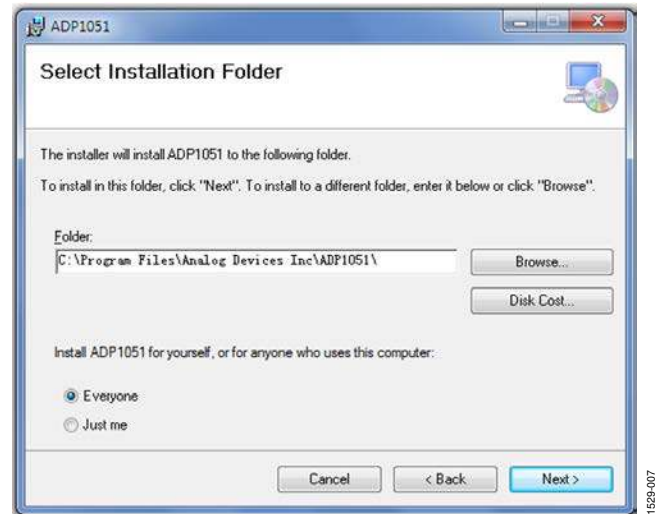 ADP1051
Select Installation Folder
The installer will install ADP1051 to the following folder.
To install in this folder, click "Next". To install to a different folder, enter it below or click "Browse".
Folder:
C:\Program Files\Analog Devices Inc\ADP1051\
Browse...
Disk Cost...
Install ADP1051 for yourself, or for anyone who uses this computer:
Everyone
Just me
Cancel
< Back
Next >
1529-007